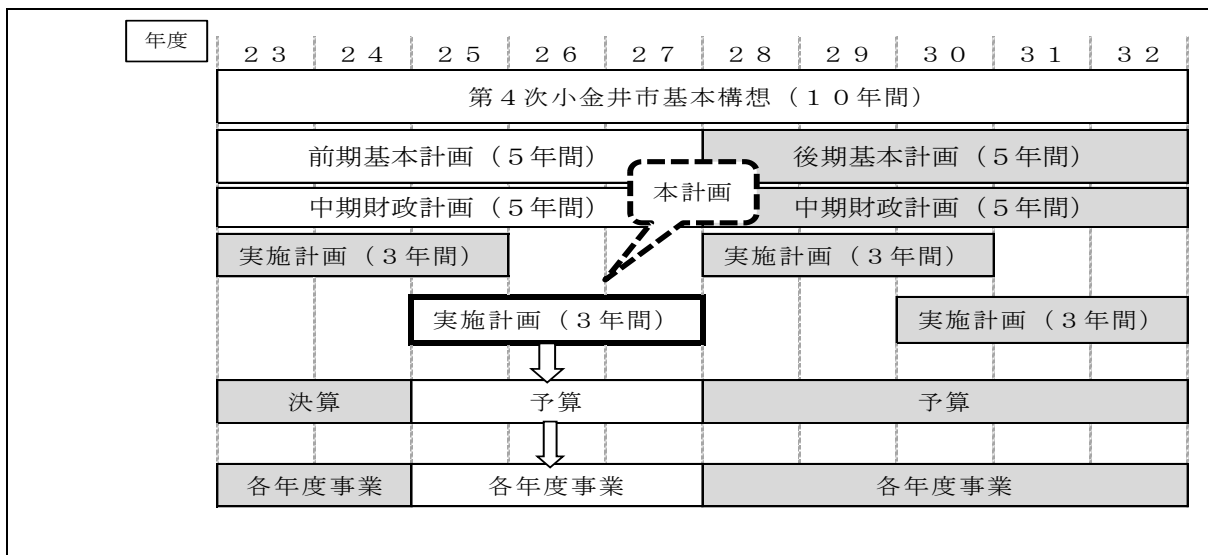 年度
２３ ２４ ２５ ２６ ２７ ２８ ２９ ３０ ３１ ３２
第４次小金井市基本構想（１０年間）
前期基本計画（５年間） 後期基本計画（５年間）
本計画
中期財政計画（５年間） 中期財政計画（５年間）
実施計画（３年間） 実施計画（３年間）
実施計画（３年間） 実施計画（３年間）
決算 予算 予算
各年度事業 各年度事業 各年度事業